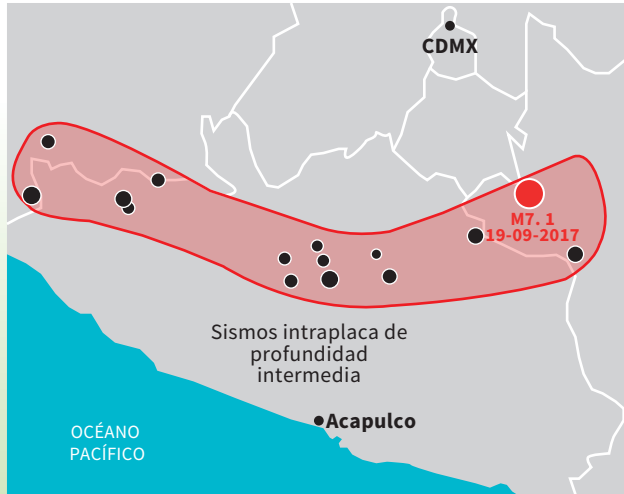 CDMX
M7. 1
19-09-2017
Sismos intraplaca de
profundidad
intermedia
Acapulco
OCÉANO
PACÍFICO